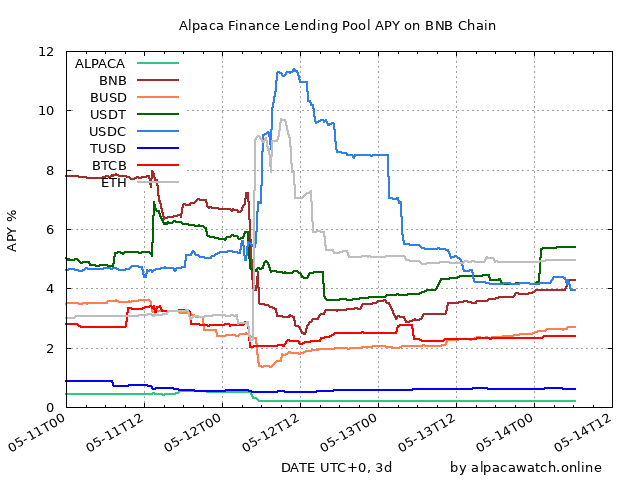 Alpaca Finance Lending Pool APY on BNB Chain
12
10
8
6
4
2
0
APY %
ALPACA
BNB
BUSD
USDT
USDC
TUSD
BTCB
ETH
05-11T00
05-11T12
05-12T00
05-12T12
05-13T00
05-13T12
05-14T00
05-14T12
DATE UTC+0, 3d
by alpacawatch.online